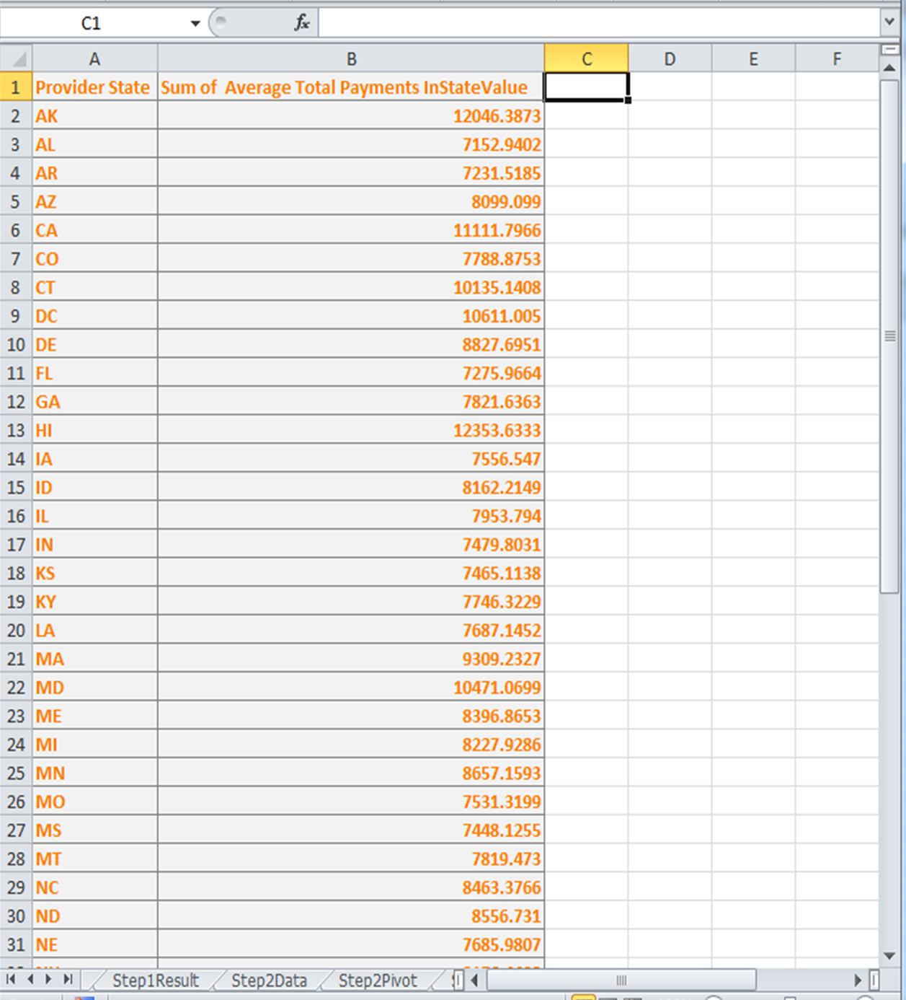 C1 fx
A B C D E F
1 Provider State Sum of  Average Total Payments InStateValue
2 AK 12046.3873
3 AL 7152.9402
4 AR 7231.5185
5 AZ 8099.099
6 CA 11111.7966
7 CO 7788.8753
8 CT 10135.1408
9 DC 10611.005
10 DE 8827.6951
11 FL 7275.9664
12 GA 7821.6363
13 HI 12353.6333
14 IA 7556.547
15 ID 8162.2149
16 IL 7953.794
17 IN 7479.8031
18 KS 7465.1138
19 KY 7746.3229
20 LA 7687.1452
21 MA 9309.2327
22 MD 10471.0699
23 ME 8396.8653
24 MI 8227.9286
25 MN 8657.1593
26 MO 7531.3199
27 MS 7448.1255
28 MT 7819.473
29 NC 8463.3766
30 ND 8556.731
31 NE 7685.9807
Step1Result Step2Data Step2Pivot